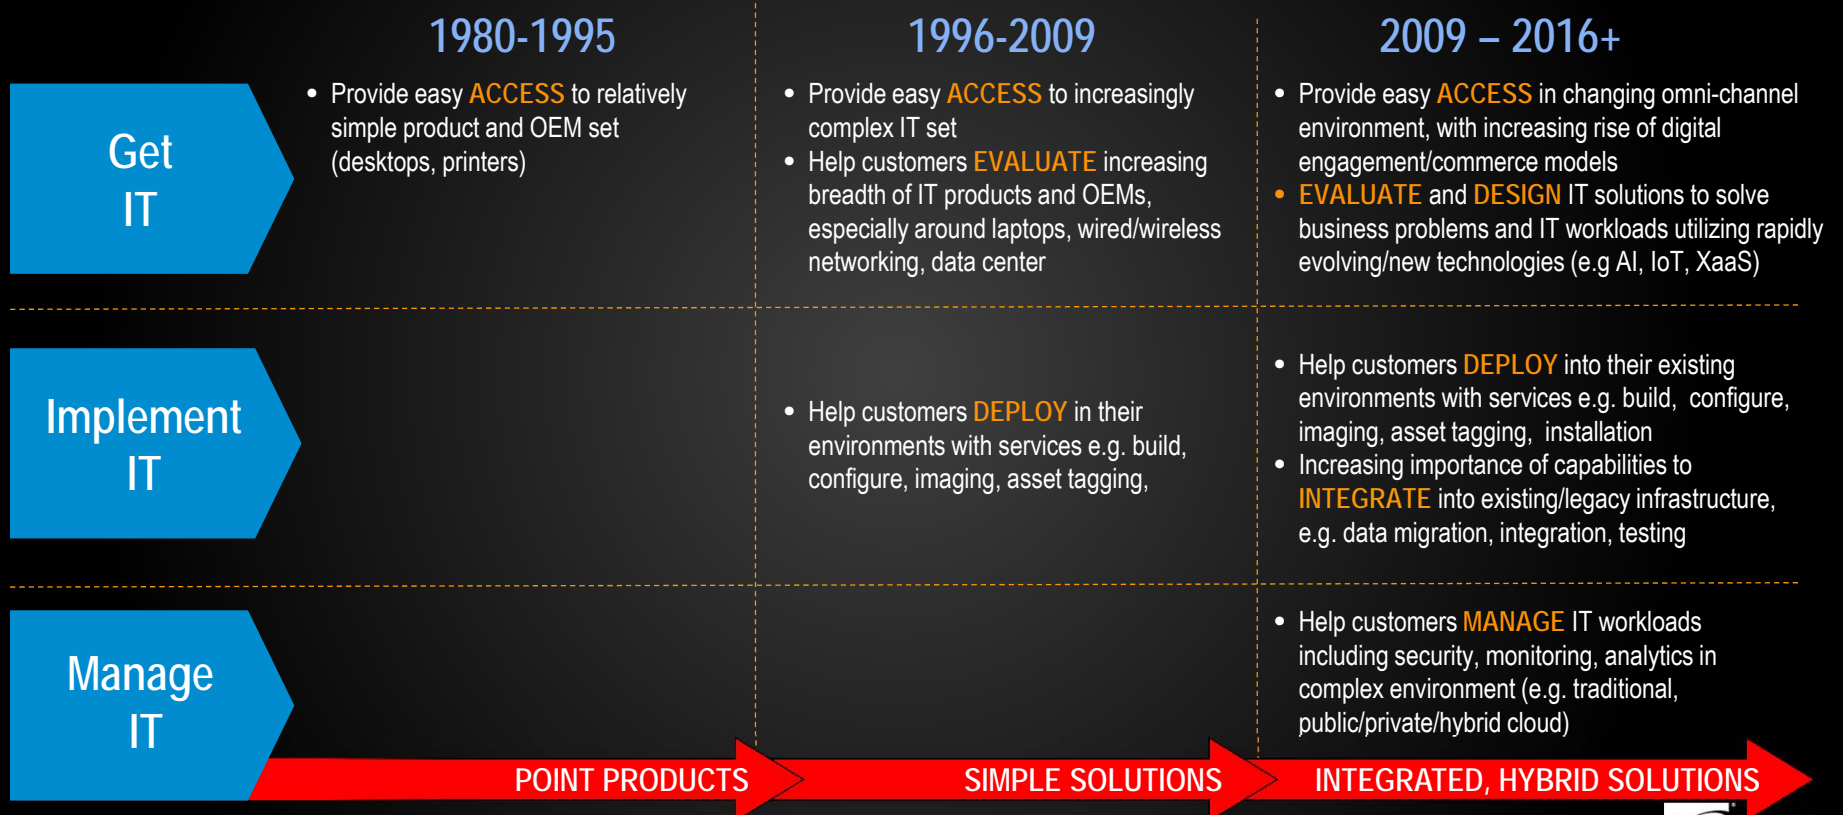 1980-1995
1996-2009
2009 – 2016+
Get
IT
• Provide easy ACCESS to relatively
simple product and OEM set
(desktops, printers)
• Provide easy ACCESS to increasingly
complex IT set
• Help customers EVALUATE increasing
breadth of IT products and OEMs,
especially around laptops, wired/wireless
networking, data center
• Provide easy ACCESS in changing omni-channel
environment, with increasing rise of digital
engagement/commerce models
• EVALUATE and DESIGN IT solutions to solve
business problems and IT workloads utilizing rapidly
evolving/new technologies (e.g AI, IoT, XaaS)
Implement
IT
• Help customers DEPLOY in their
environments with services e.g. build,
configure, imaging, asset tagging,
• Help customers DEPLOY into their existing
environments with services e.g. build, configure,
imaging, asset tagging, installation
• Increasing importance of capabilities to
INTEGRATE into existing/legacy infrastructure,
e.g. data migration, integration, testing
Manage
IT
• Help customers MANAGE IT workloads
including security, monitoring, analytics in
complex environment (e.g. traditional,
public/private/hybrid cloud)
POINT PRODUCTS
SIMPLE SOLUTIONS
INTEGRATED, HYBRID SOLUTIONS